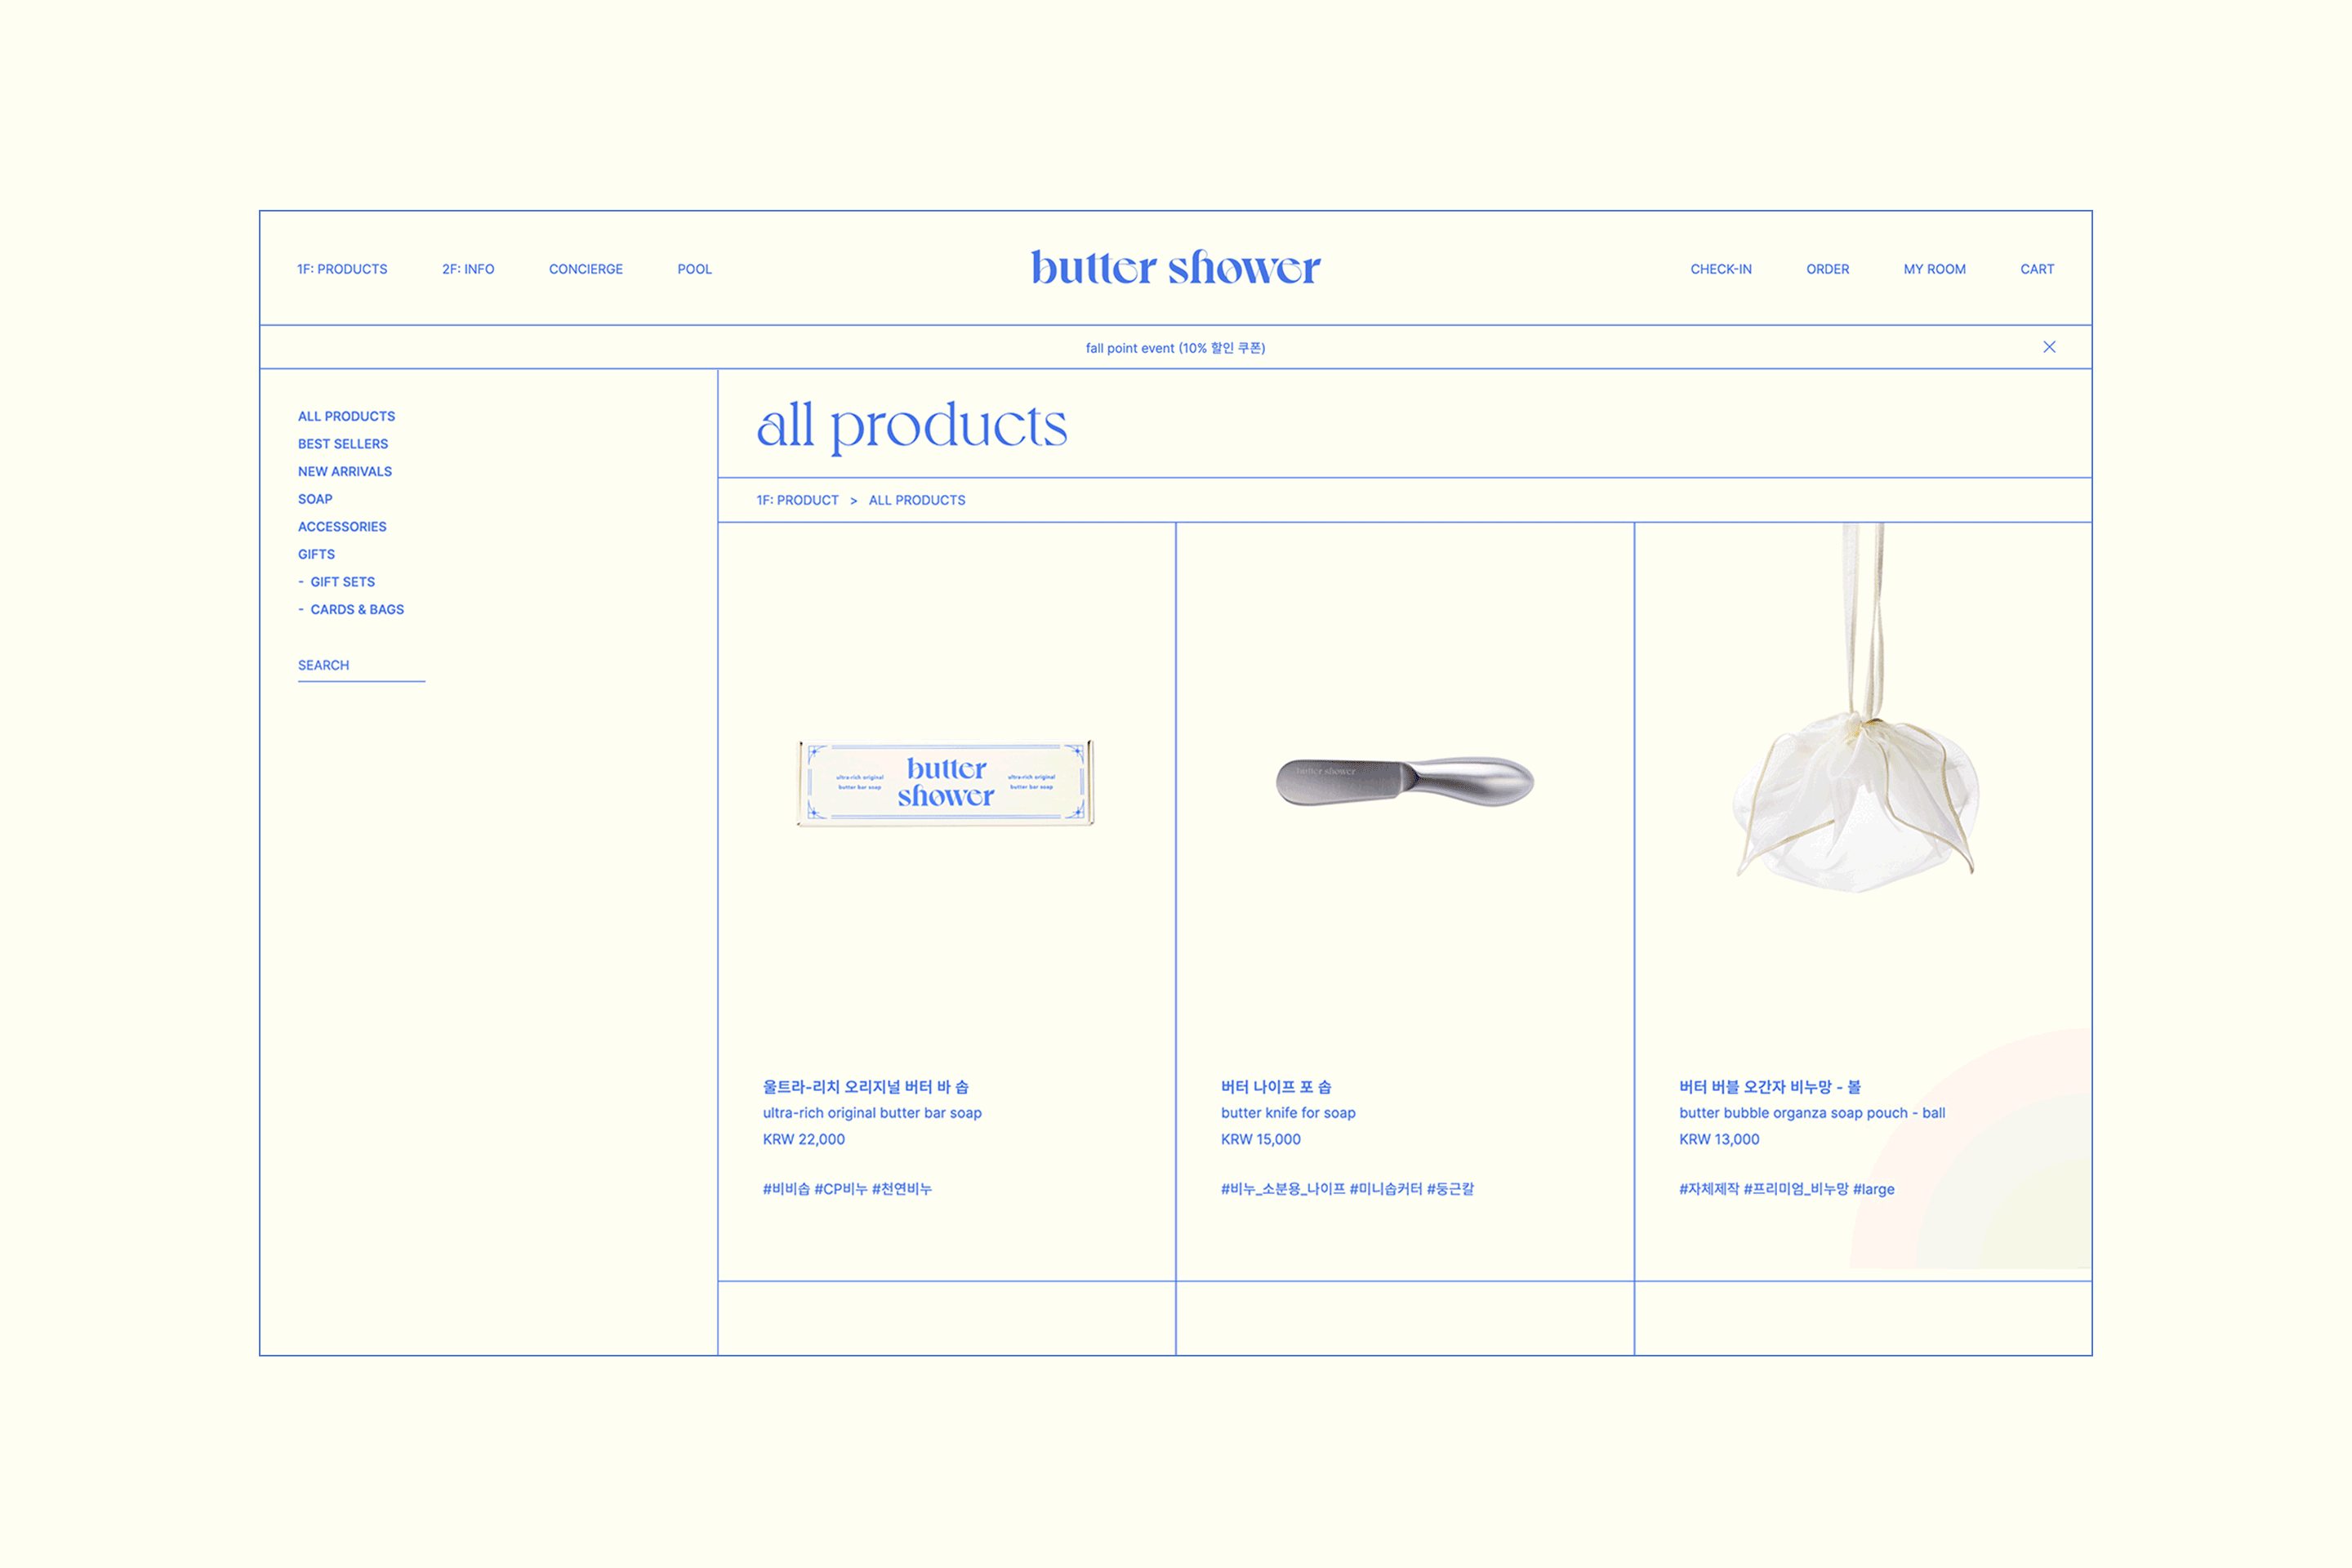 1F: PRODUCTS 2F: INFO CONCIERGE POOL
butter shower
CHECK-IN ORDER MY ROOM CART
fall point event (10% 할인 쿠폰)
ALL PRODUCTS
BEST SELLERS
NEW ARRIVALS
SOAP
ACCESSORIES
GIFTS
- GIFT SETS
- CARDS & BAGS
SEARCH
all products
1F: PRODUCT > ALL PRODUCTS
butter
shower
ultra-rich original
butter bar soap
ultra-rich original
butter bar soap
울트라-리치 오리지널 버터 바 솝
ultra-rich original butter bar soap
KRW 22,000
#비비솝 #CP비누 #천연비누
butter shower
버터 나이프 포 솝
butter knife for soap
KRW 15,000
#비누_소분용_나이프 #미니솝커터 #둥근칼
버터 버블 오간자 비누망 - 볼
butter bubble organza soap pouch - ball
KRW 13,000
#자체제작 #프리미엄_비누망 #large